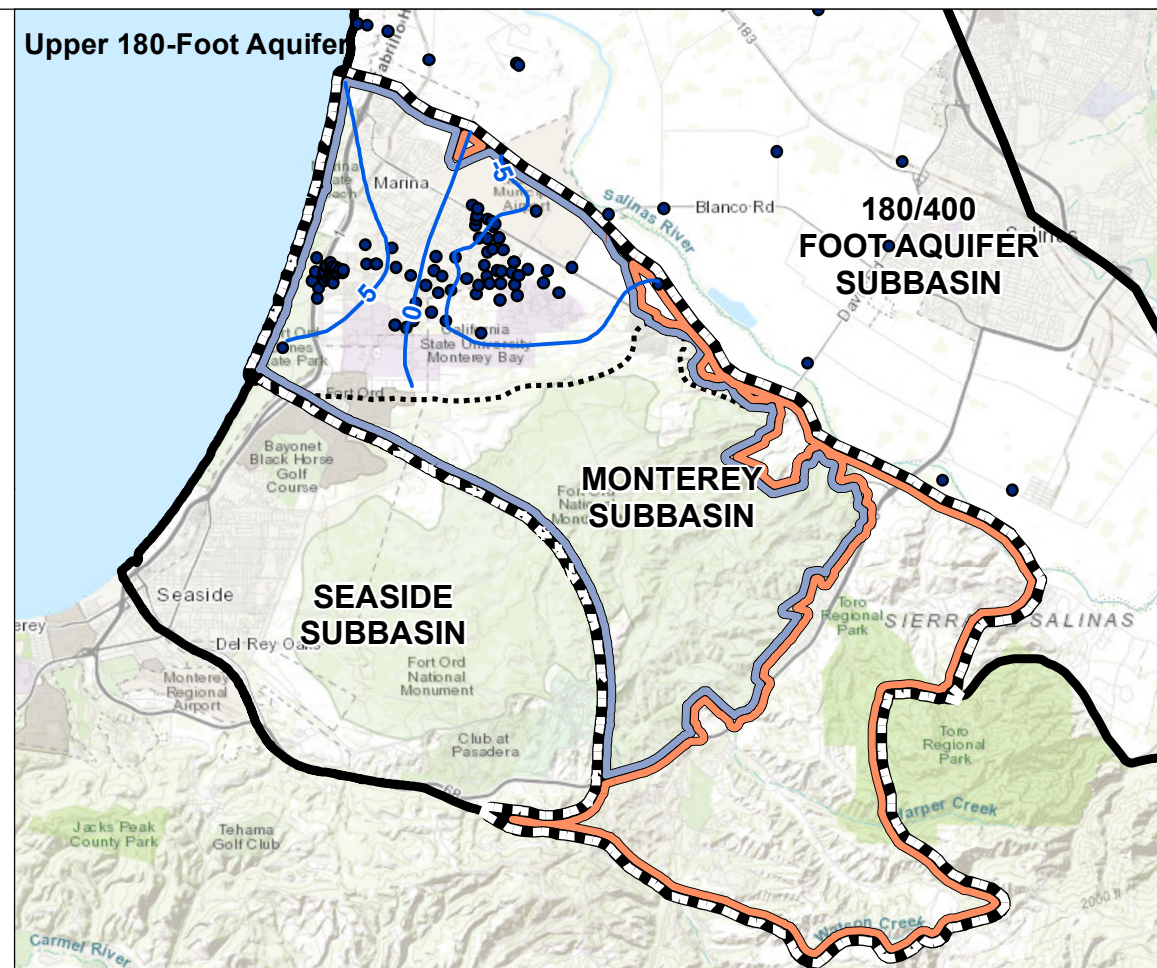 Upper 180-Foot Aquifer
183
Marina
Salinas
River
Blanco Rd
180/400
FOOT AQUIFER
SUBBASIN
Salinas
-5
5
0
California
State University
Monterey Bay
Fort Ord
Bayonet
Black Horse
Golf
Course
MONTEREY
SUBBASIN
Seaside
SEASIDE
SUBBASIN
Del Rey Oaks
Toro
Regional
Park
SIERRA
SALINAS
Fort Ord
National
Monument
Monterey
Regional
Airport
Club at
Pasadera
Toro
Regional
Park
68
Harper Creek
Jacks Peak
County Park
Tehama
Golf Club
2000 ft
Watson Creek
Carmel River